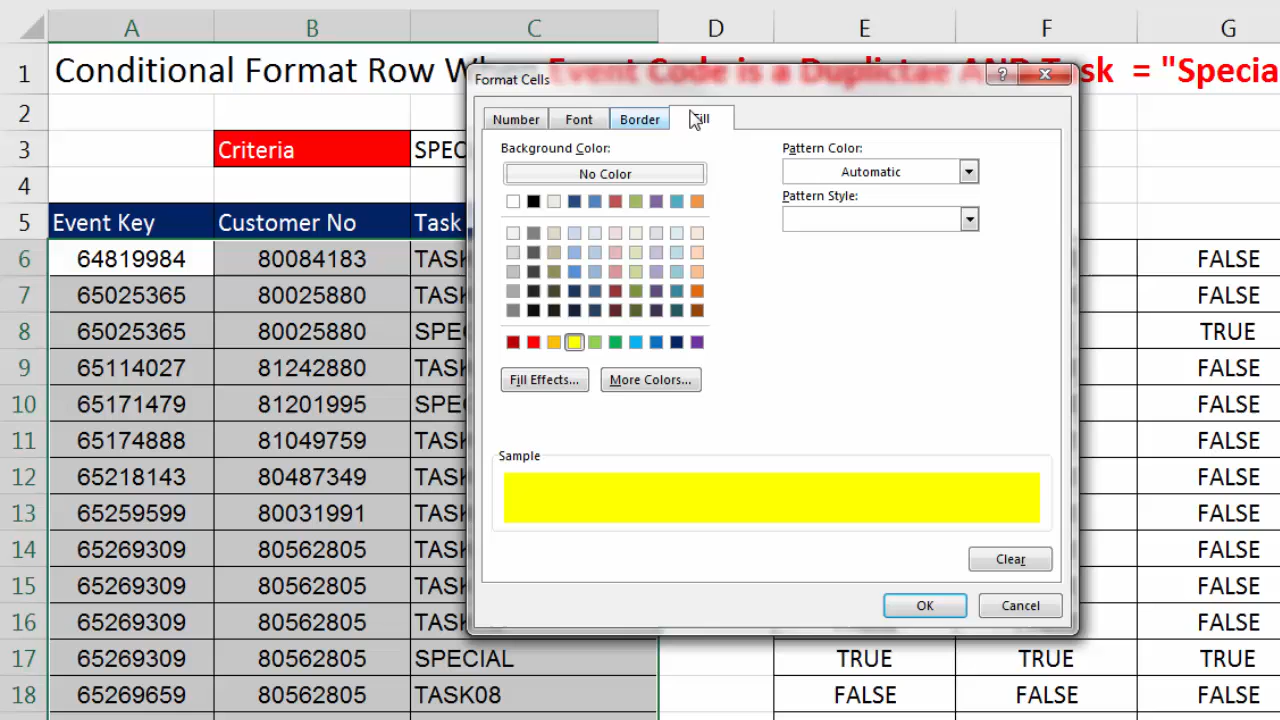 A B C D E F G
1 Conditional Format Row When Event Code is a Duplictae AND Task = "Special
Format Cells
2
Number Font Border Fill
3 Criteria SPEC
Background Color: Pattern Color:
No Color Automatic
4
Pattern Style:
5 Event Key Customer No Task
6 64819984 80084183 TASK FALSE
7 65025365 80025880 TASK FALSE
8 65025365 80025880 SPEC TRUE
9 65114027 81242880 TASK FALSE
Fill Effects... More Colors...
10 65171479 81201995 SPEC FALSE
11 65174888 81049759 TASK FALSE
Sample
12 65218143 80487349 TASK FALSE
13 65259599 80031991 TASK FALSE
14 65269309 80562805 TASK FALSE
Clear
15 65269309 80562805 TASK FALSE
OK Cancel
16 65269309 80562805 TASK FALSE
17 65269309 80562805 SPECIAL TRUE TRUE TRUE
18 65269659 80562805 TASK08 FALSE FALSE FALSE